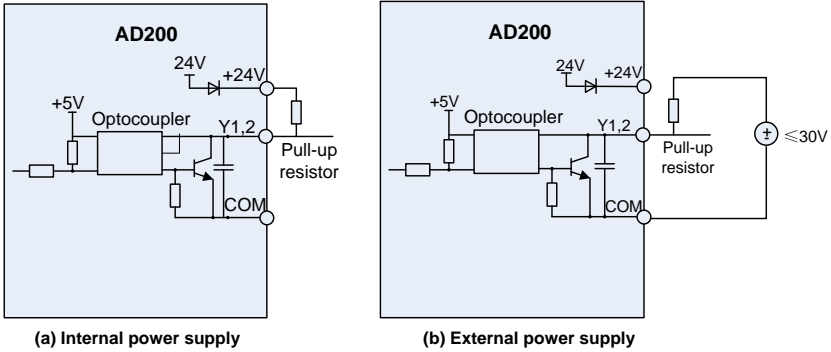 AD200
24V
+24V
+5V
Optocoupler
Y1,2
Pull-up
resistor
COM
(a) Internal power supply
AD200
24V
+24V
+5V
Optocoupler
Y1,2
Pull-up
resistor
≤30V
COM
(b) External power supply